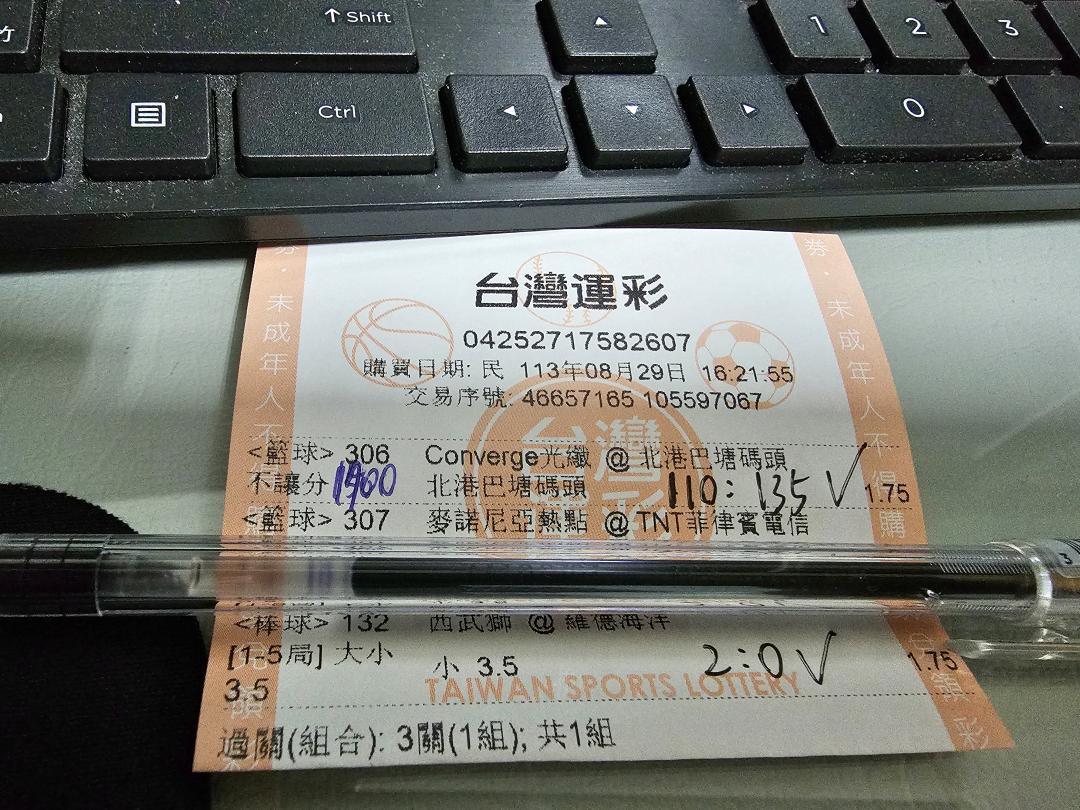 ↑ Shift
1
2
3
Ctrl
0
台灣運彩
04252717582607
購買日期: 民 113年08月29日 16:21:55
交易序號: 46657165 105597067
<籃球> 306 Converge光纖 @ 北港巴塘碼頭
不讓分 1900 北港巴塘碼頭 110:135 √ 1.75
<籃球> 307 麥諾尼亞熱點 @ TNT菲律賓電信
<棒球> 132 西武獅 @ 羅德海洋
[1-5局] 大小 小 3.5 2:0 √ 1.75
3.5
TAIWAN SPORTS LOTTERY
過關(組合): 3關(1組); 共1組
未成年人不
未成年人不得購